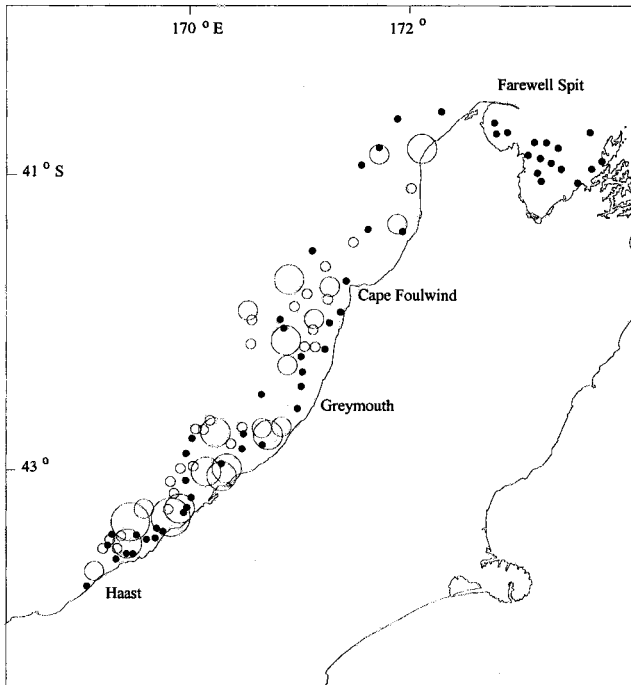 170 ° E
172 °
Farewell Spit
41 ° S
Cape Foulwind
Greymouth
43 °
Haast